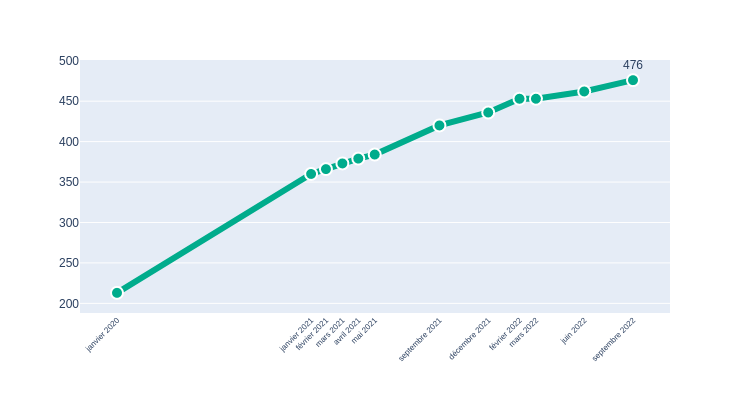 500
476
450
400
350
300
250
200
janvier 2020
janvier 2021
février 2021
mars 2021
avril 2021
mai 2021
septembre 2021
décembre 2021
février 2022
mars 2022
juin 2022
septembre 2022